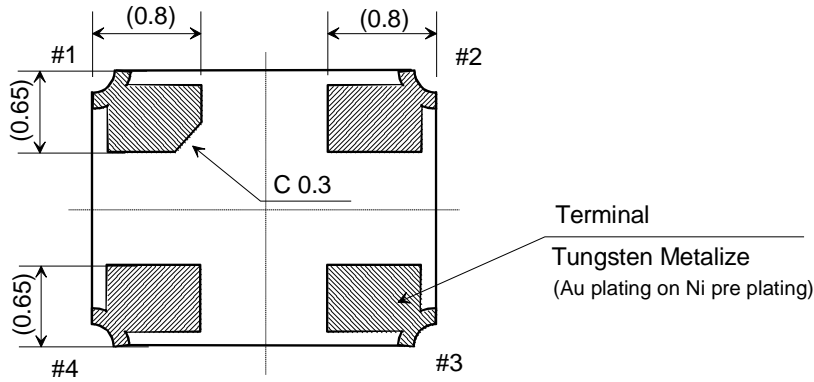 (0.8)
(0.8)
#1
#2
(0.65)
C 0.3
Terminal
Tungsten Metalize
(Au plating on Ni pre plating)
(0.65)
#4
#3